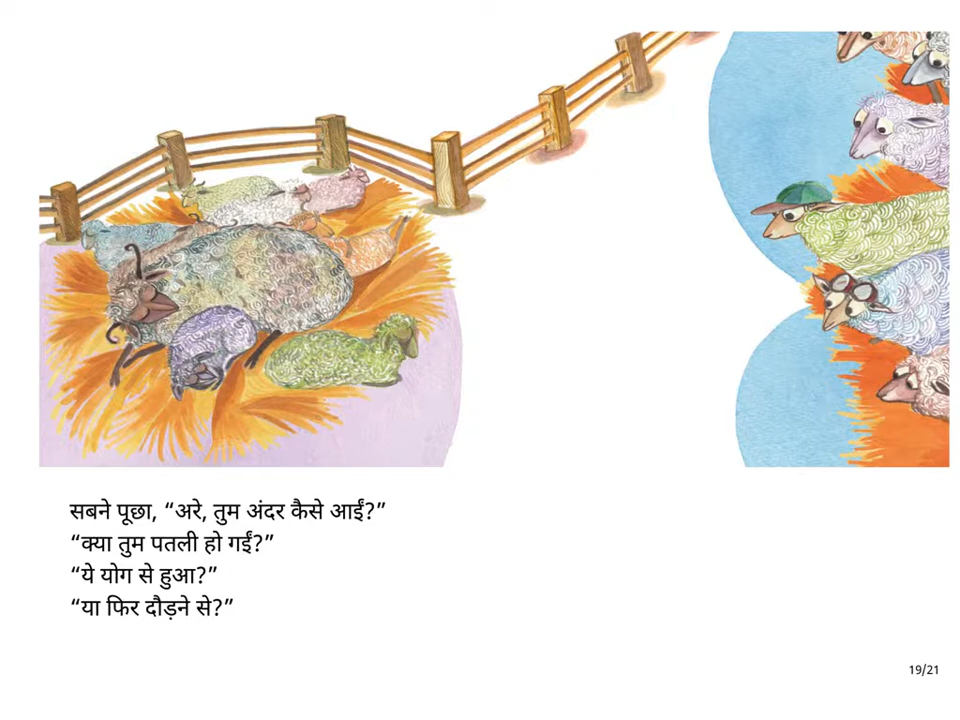 सबने पूछा, “अरे, तुम अंदर कैसे आईं?”
“क्या तुम पतली हो गईं?”
“ये योग से हुआ?”
“या फिर दौड़ने से?”
19/21